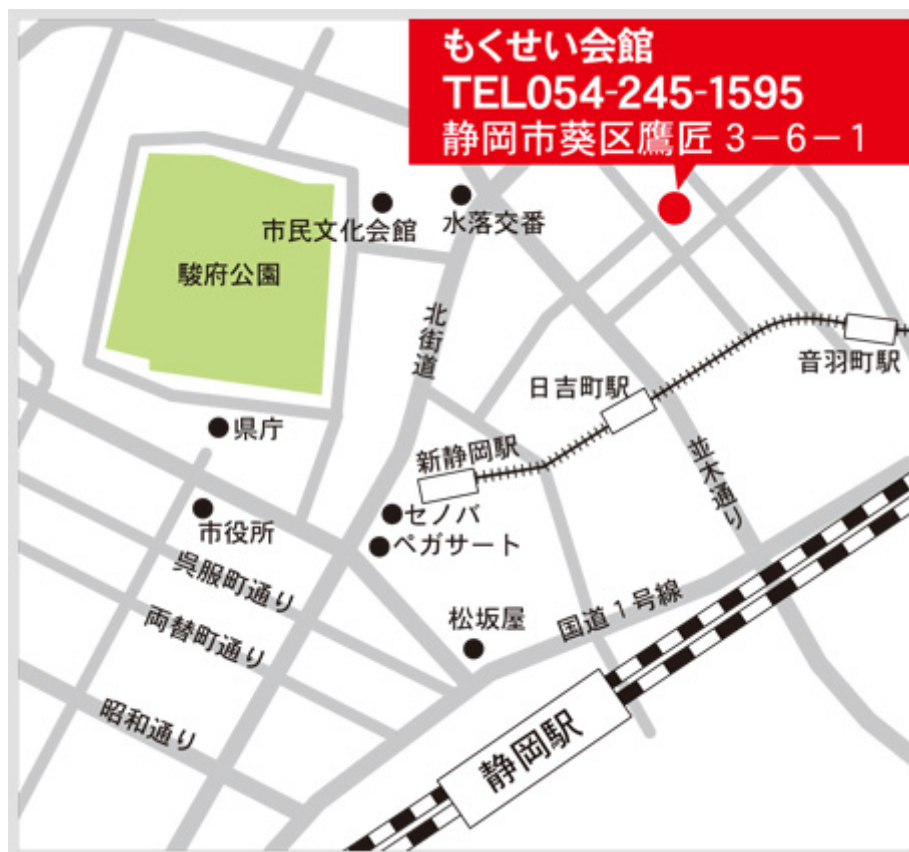 もくせい会館
TEL054-245-1595
静岡市葵区鷹匠3−6−1
市民文化会館
水落交番
駿府公園
北街道
音羽町駅
日吉町駅
県庁
新静岡駅
並木通り
セノバ
市役所
ペガサート
呉服町通り
国道1号線
両替町通り
松坂屋
昭和通り
静岡駅